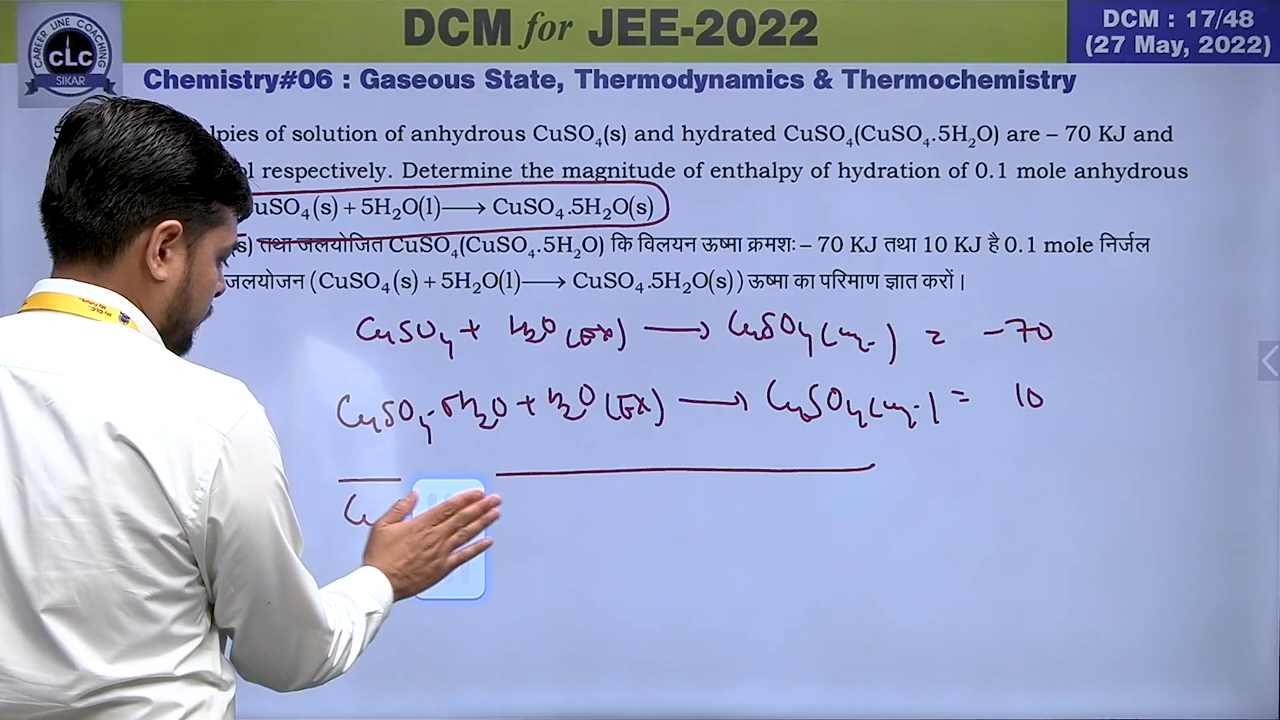 DCM for JEE-2022
DCM : 17/48
(27 May, 2022)
CAREER LINE COACHING
CLC
SIKAR
Chemistry#06 : Gaseous State, Thermodynamics & Thermochemistry
of solution of anhydrous CuSO₄(s) and hydrated CuSO₄(CuSO₄.5H₂O) are – 70 KJ and
respectively. Determine the magnitude of enthalpy of hydration of 0.1 mole anhydrous
SO₄(s) + 5H₂O(l) ⟶ CuSO₄.5H₂O(s)
तथा जलयोजित CuSO₄(CuSO₄.5H₂O) कि विलयन ऊष्मा क्रमशः – 70 KJ तथा 10 KJ है 0.1 mole निर्जल
जलयोजन (CuSO₄(s) + 5H₂O(l) ⟶ CuSO₄.5H₂O(s)) ऊष्मा का परिमाण ज्ञात करों।
CuSO₄ + H₂O (Ex) ⟶ CuSO₄(aq.) = -70
CuSO₄.5H₂O + H₂O (Ex) ⟶ CuSO₄(aq.) = 10
Cu